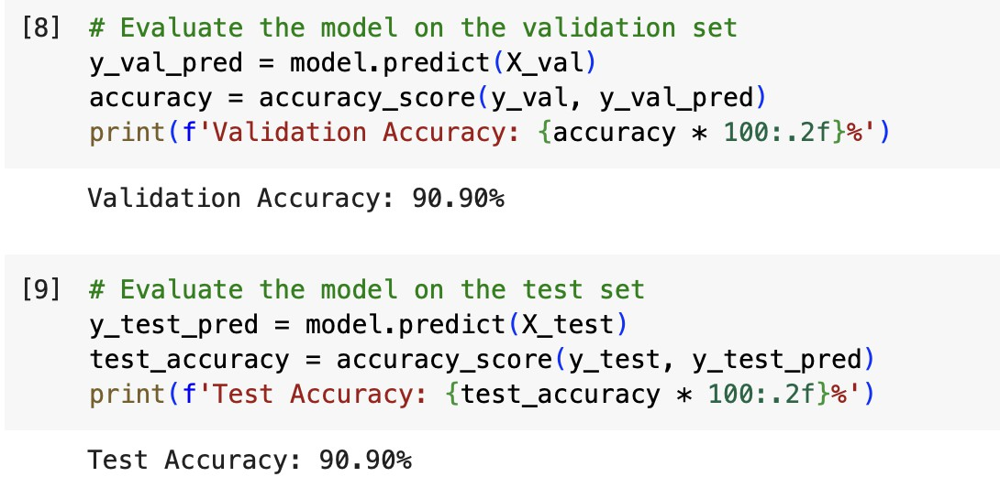 [8] # Evaluate the model on the validation set
y_val_pred = model.predict(X_val)
accuracy = accuracy_score(y_val, y_val_pred)
print(f'Validation Accuracy: {accuracy * 100:.2f}%')
Validation Accuracy: 90.90%
[9] # Evaluate the model on the test set
y_test_pred = model.predict(X_test)
test_accuracy = accuracy_score(y_test, y_test_pred)
print(f'Test Accuracy: {test_accuracy * 100:.2f}%')
Test Accuracy: 90.90%